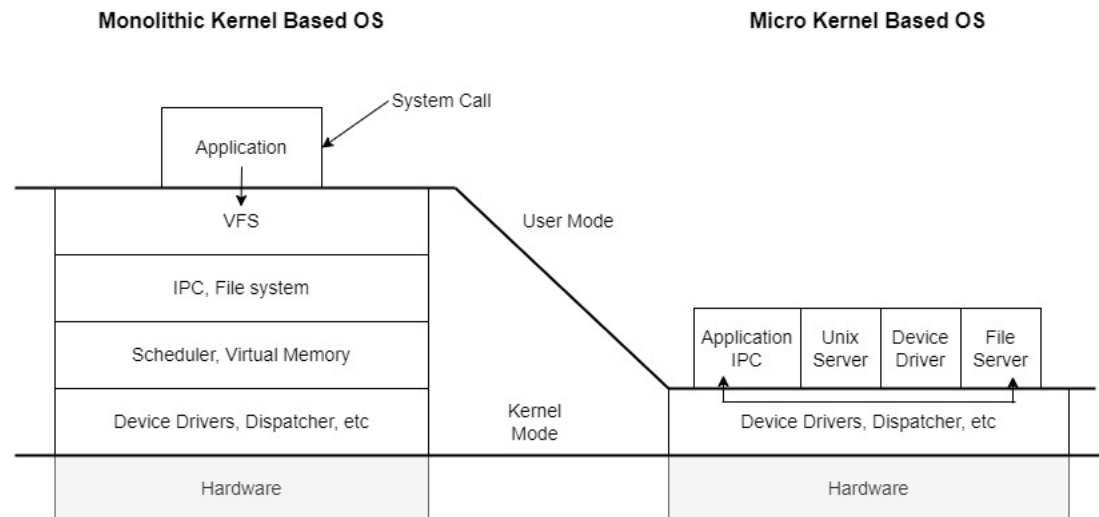 Monolithic Kernel Based OS
Micro Kernel Based OS
System Call
Application
VFS
User Mode
IPC, File system
Scheduler, Virtual Memory
Application
IPC
Unix
Server
Device
Driver
File
Server
Device Drivers, Dispatcher, etc
Kernel
Mode
Device Drivers, Dispatcher, etc
Hardware
Hardware